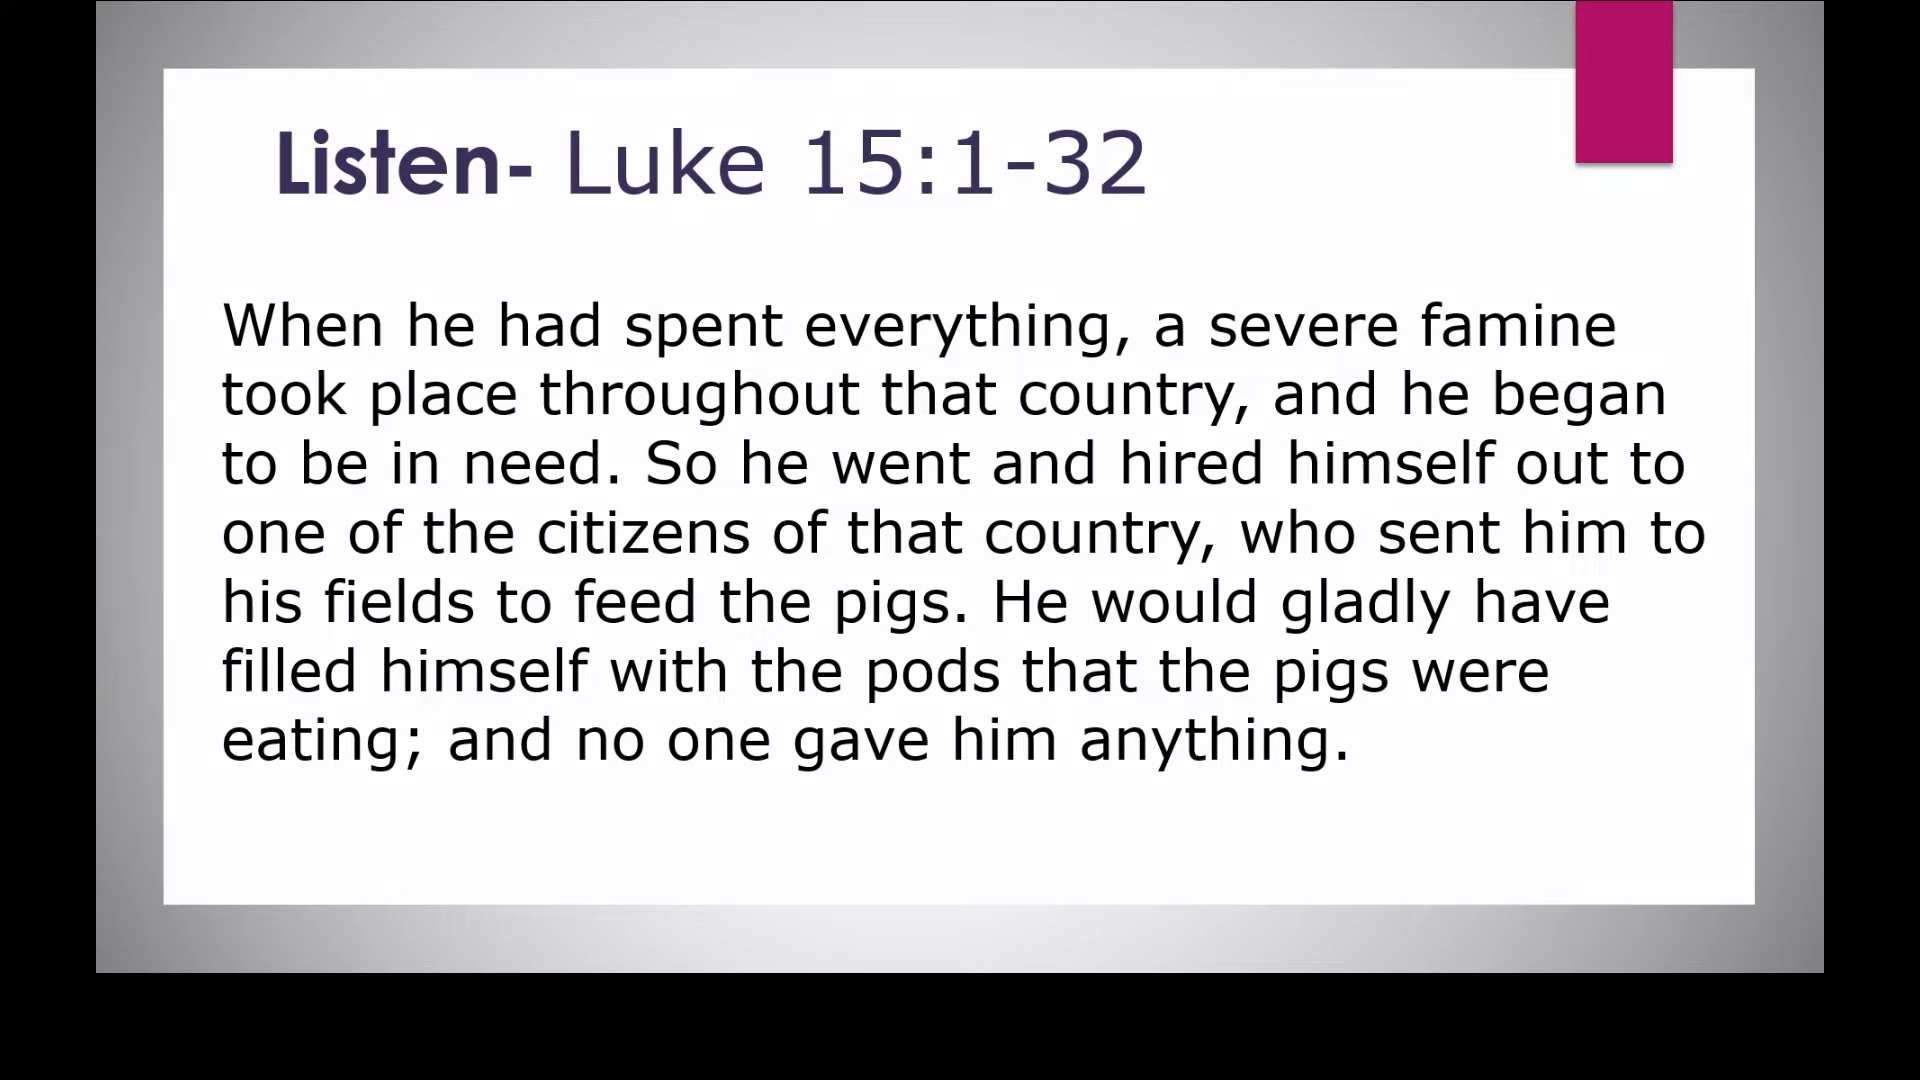 Listen- Luke 15:1-32
When he had spent everything, a severe famine
took place throughout that country, and he began
to be in need. So he went and hired himself out to
one of the citizens of that country, who sent him to
his fields to feed the pigs. He would gladly have
filled himself with the pods that the pigs were
eating; and no one gave him anything.